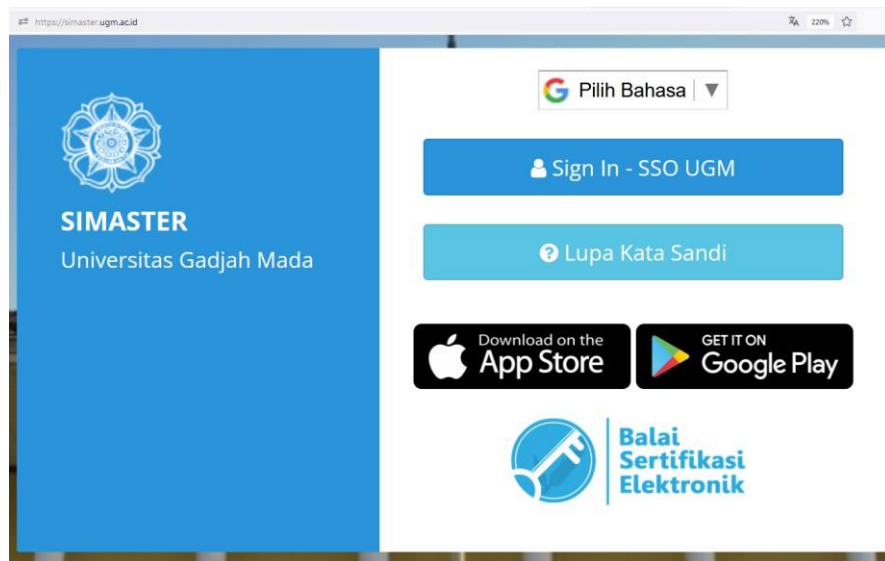 https://simaster.ugm.ac.id
220%
SIMASTER
Universitas Gadjah Mada
Pilih Bahasa ▼
Sign In - SSO UGM
Lupa Kata Sandi
Download on the
App Store
GET IT ON
Google Play
Balai
Sertifikasi
Elektronik